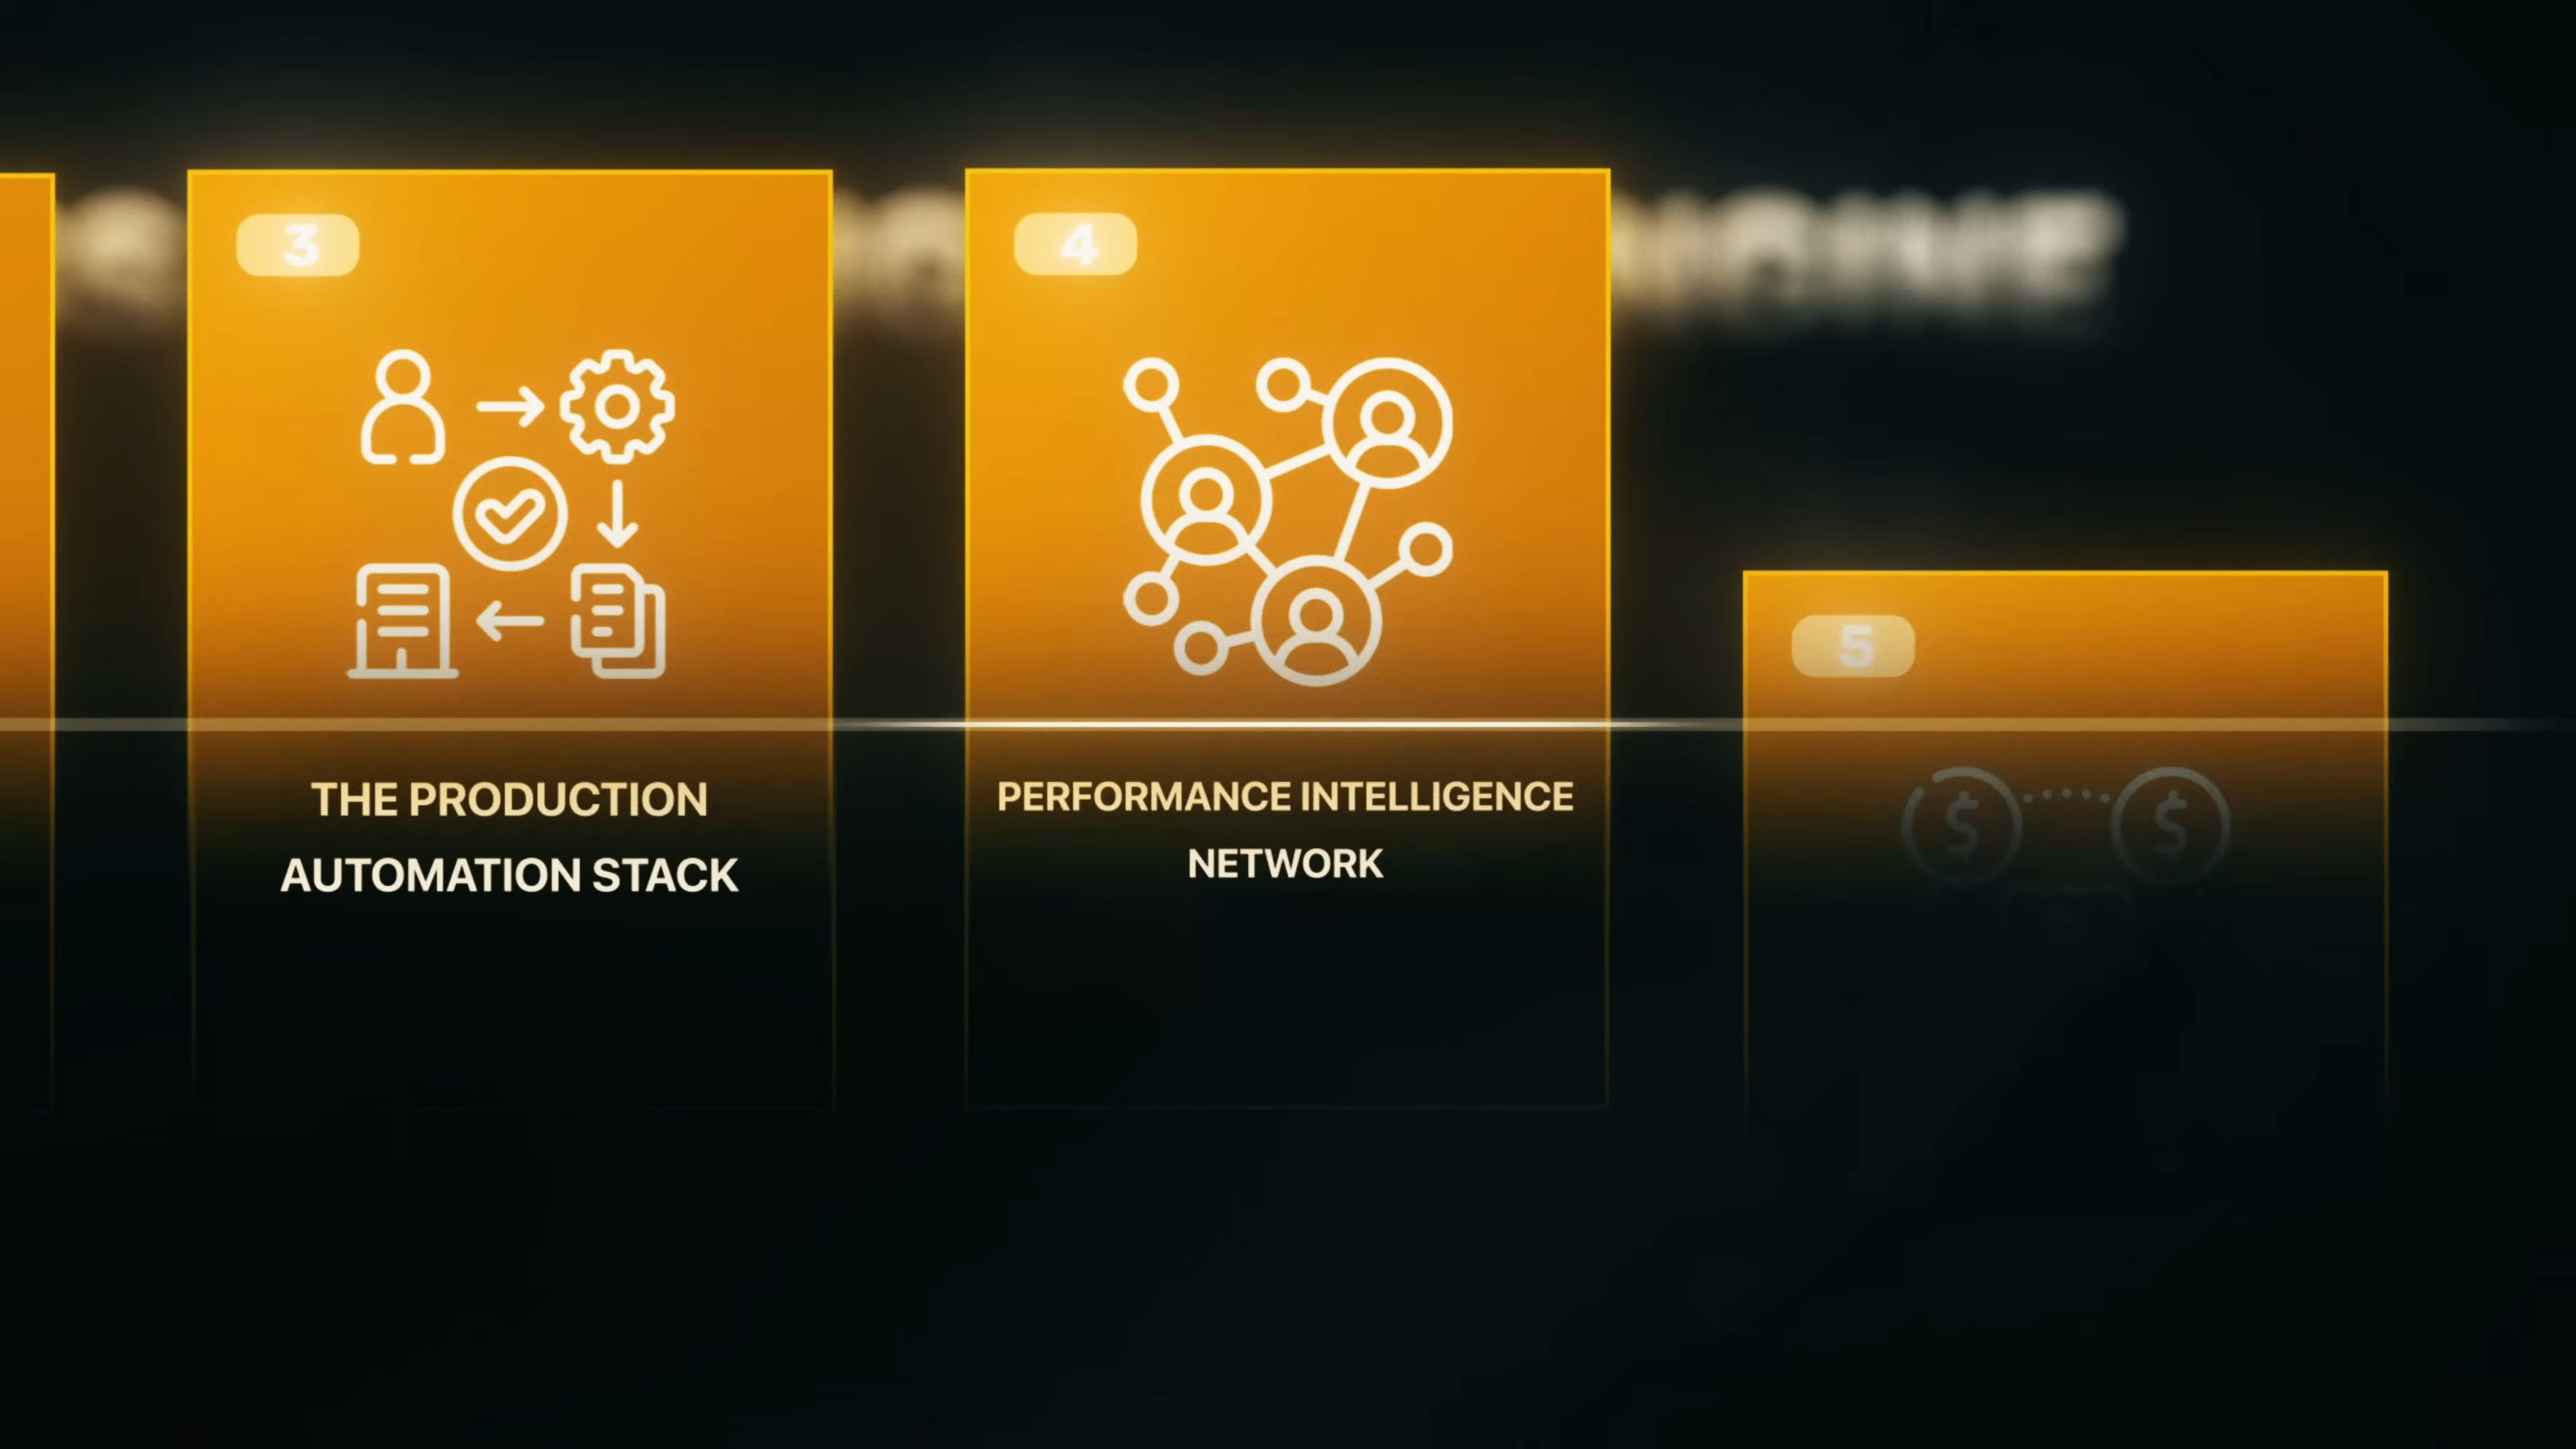 3
THE PRODUCTION
AUTOMATION STACK
4
PERFORMANCE INTELLIGENCE
NETWORK
5